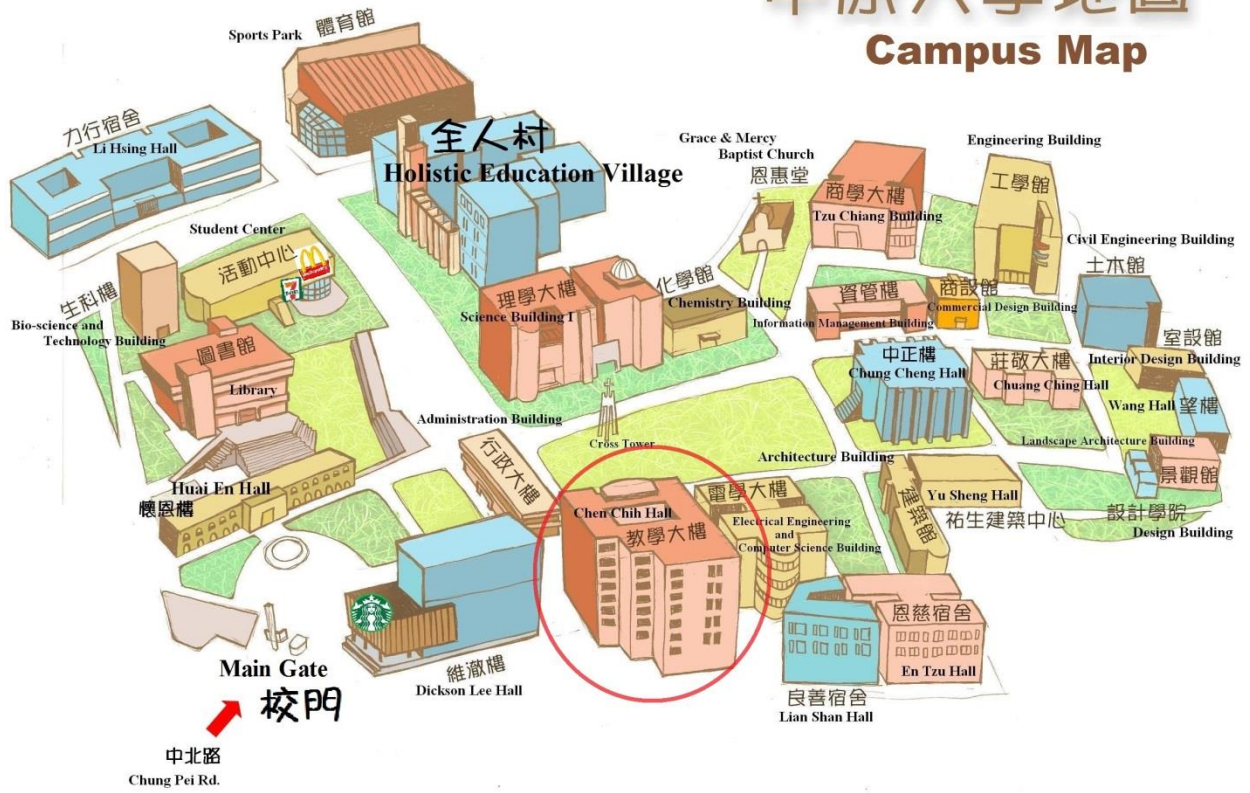 中原大學地圖
Campus Map
Sports Park 體育館
力行宿舍
Li Hsing Hall
全人村
Holistic Education Village
Grace & Mercy
Baptist Church
恩惠堂
商學大樓
Tzu Chiang Building
Engineering Building
工學館
Civil Engineering Building
土木館
Student Center
活動中心
7
ELEVEN
生科樓
Bio-science and
Technology Building
圖書館
Library
理學大樓
Science Building I
化學館
Chemistry Building
資管樓
Information Management Building
商設館
Commercial Design Building
室設館
Interior Design Building
中正樓
Chung Cheng Hall
莊敬大樓
Chuang Ching Hall
Wang Hall 望樓
Landscape Architecture Building
景觀館
Administration Building
行政大樓
Cross Tower
Architecture Building
建築館
Yu Sheng Hall
祐生建築中心
設計學院
Design Building
Huai En Hall
懷恩樓
Chen Chih Hall
教學大樓
電學大樓
Electrical Engineering
and
Computer Science Building
恩慈宿舍
En Tzu Hall
良善宿舍
Lian Shan Hall
維澈樓
Dickson Lee Hall
Main Gate
校門
中北路
Chung Pei Rd.